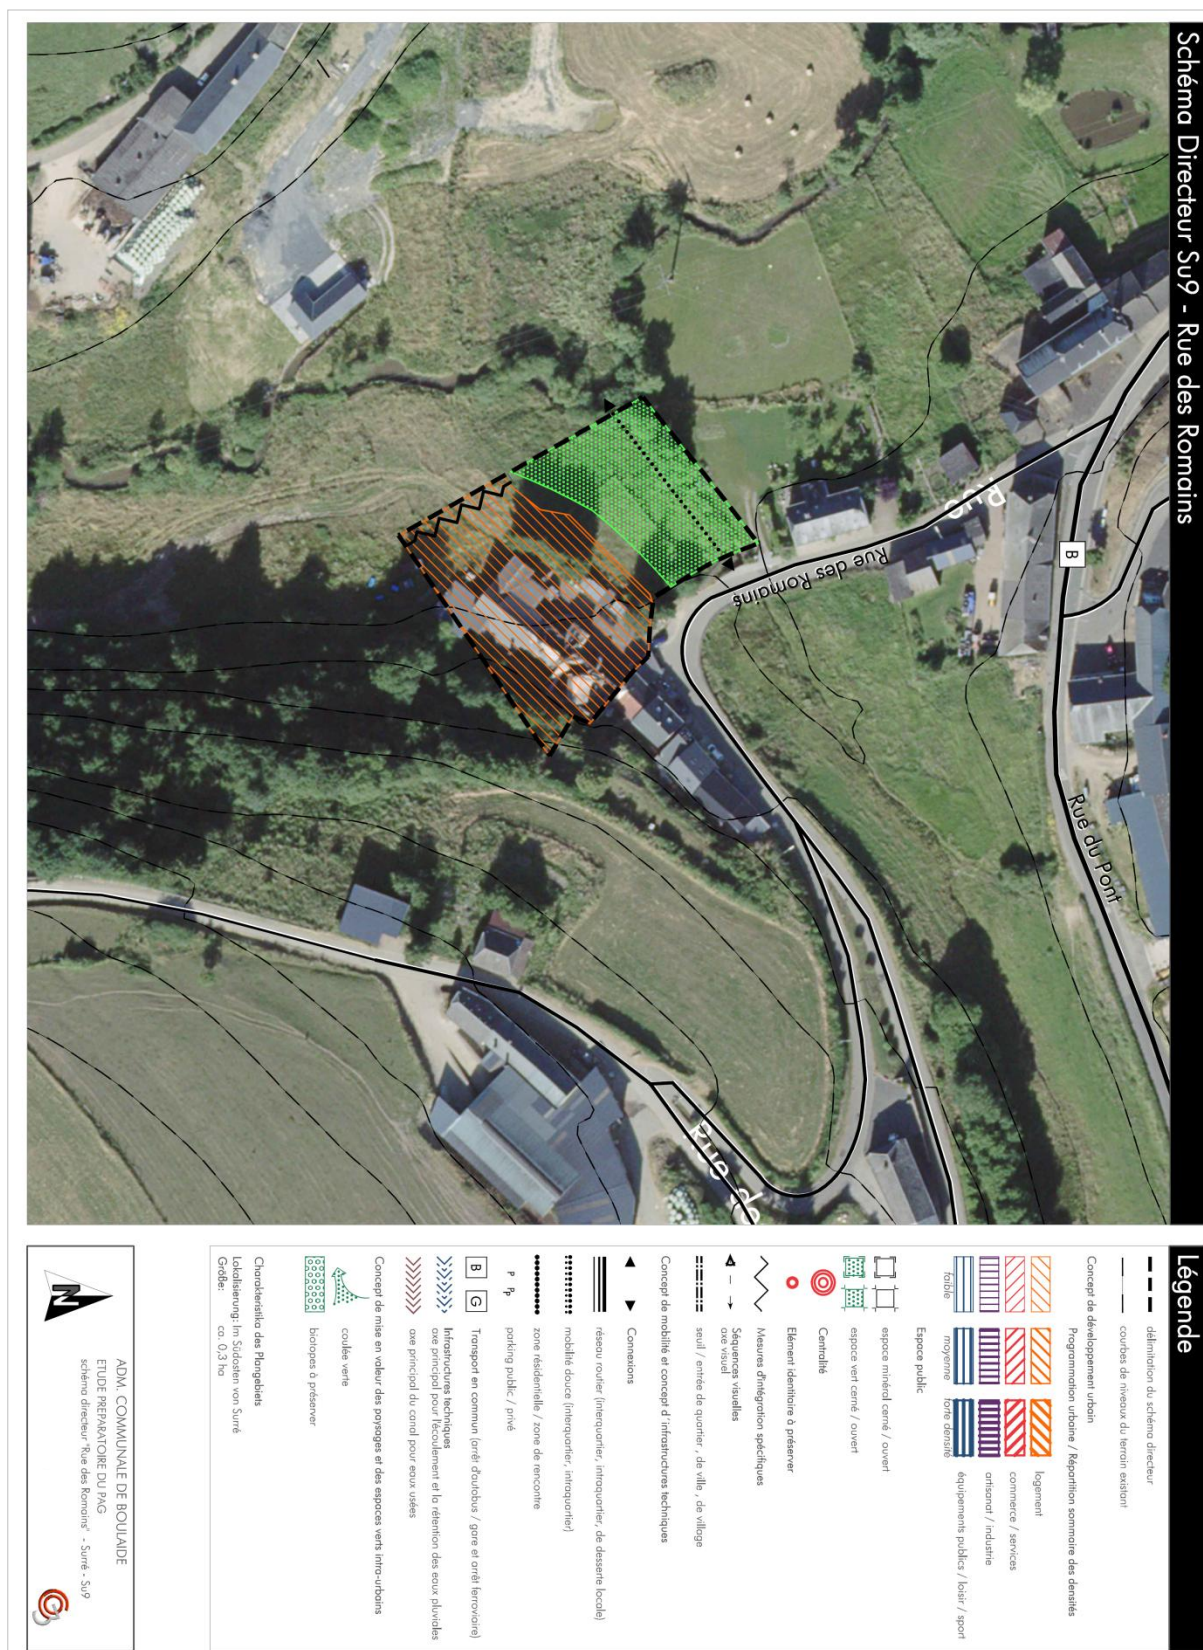 Schéma Directeur Su9 - Rue des Romains
Rue
Rue des Romains
B
Rue du Pont
Rue de
Légende
délimitation du schéma directeur
courbes de niveaux du terrain existant
Concept de développement urbain
Programmation urbaine / Répartition sommaire des densités
logement
commerce / services
artisanat / industrie
équipements publics / loisir / sport
faible
moyenne
forte densité
Espace public
espace minéral cerné / ouvert
espace vert cerné / ouvert
Centralité
Elément identitaire à préserver
Mesures d'intégration spécifiques
Séquences visuelles
axe visuel
seuil / entrée de quartier , de ville , de village
Concept de mobilité et concept d'infrastructures techniques
Connexions
réseau routier (interquartier, intraquartier, de desserte locale)
mobilité douce (interquartier, intraquartier)
zone résidentielle / zone de rencontre
P Pp parking public / privé
B G Transport en commun (arrêt d'autobus / gare et arrêt ferroviaire)
Infrastructures techniques
axe principal pour l'écoulement et la rétention des eaux pluviales
axe principal du canal pour eaux usées
Concept de mise en valeur des paysages et des espaces verts intra-urbains
coulée verte
biotopes à préserver
Charakteristika des Plangebiets
Lokalisierung: Im Südosten von Surré
Größe: ca. 0,3 ha
N
ADM. COMMUNALE DE BOULAIDE
ETUDE PREPARATOIRE DU PAG
schéma directeur "Rue des Romains" - Surré - Su9